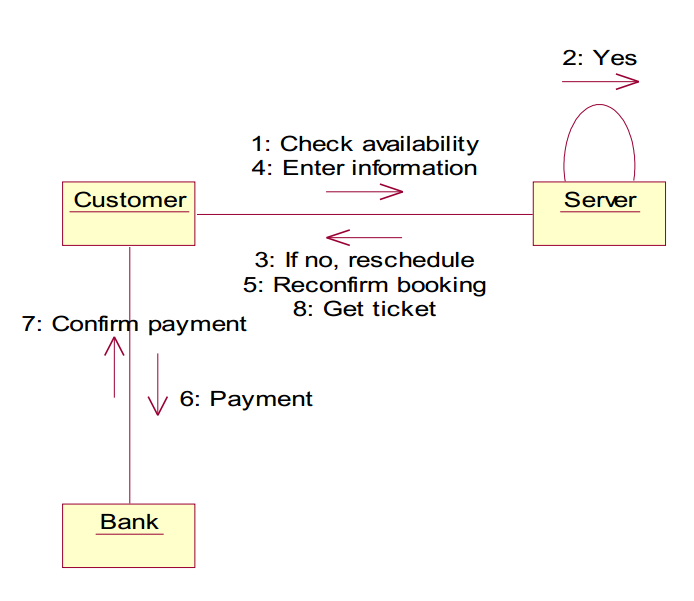 2: Yes
1: Check availability
4: Enter information
Customer
Server
3: If no, reschedule
5: Reconfirm booking
8: Get ticket
7: Confirm payment
6: Payment
Bank